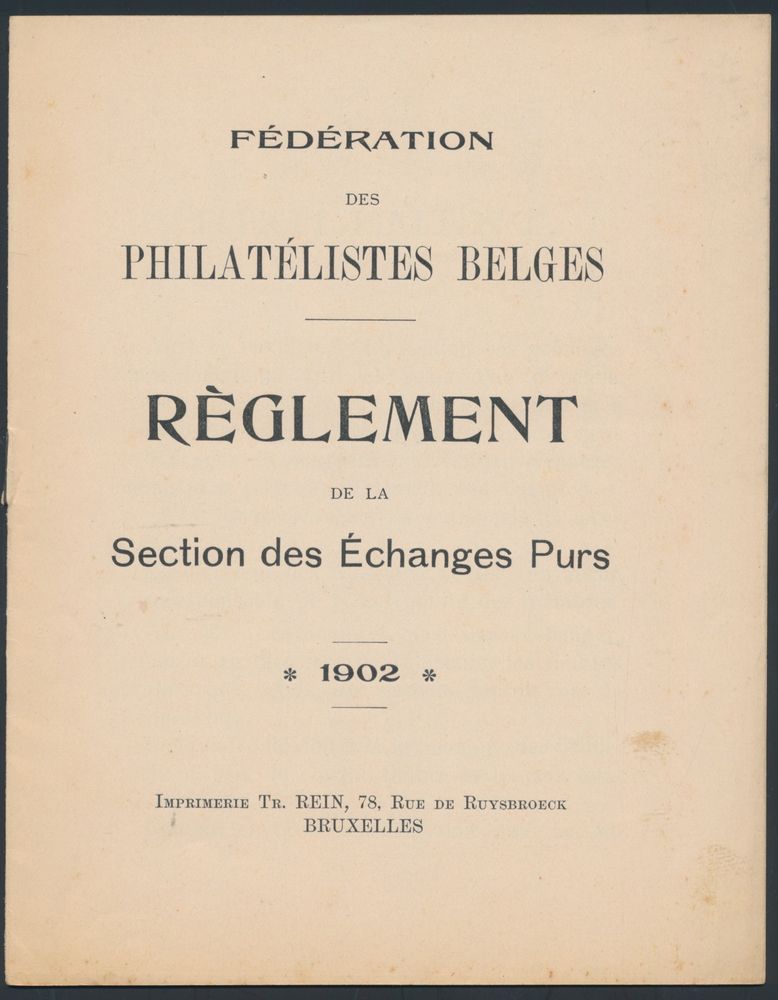 FÉDÉRATION
DES
PHILATÉLISTES BELGES
RÈGLEMENT
DE LA
Section des Échanges Purs
* 1902 *
IMPRIMERIE TR. REIN, 78, RUE DE RUYSBROECK
BRUXELLES